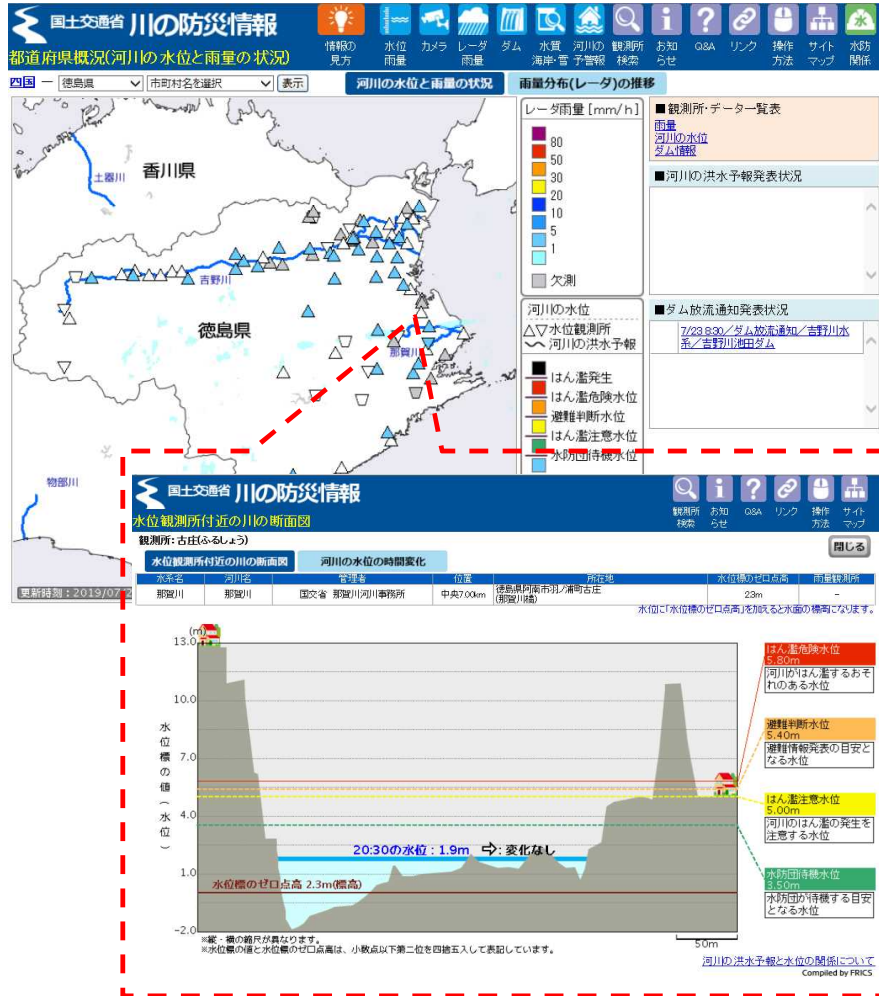 国土交通省 川の防災情報
都道府県概況(河川の水位と雨量の状況)
情報の見方
水位雨量
カメラ
レーダ雨量
ダム
水質海岸・雪
河川の予警報
観測所検索
お知らせ
Q&A
リンク
操作方法
サイトマップ
水防関係
四国 ー 徳島県 市町村名を選択 表示
河川の水位と雨量の状況 雨量分布(レーダ)の推移
土器川
香川県
吉野川
徳島県
那賀川
物部川
更新時刻:2019/07
レーダ雨量 [mm/h]
80
50
30
20
10
5
1
欠測
河川の水位
△▽水位観測所
河川の洪水予報
はん濫発生
はん濫危険水位
避難判断水位
はん濫注意水位
水防団待機水位
■観測所・データ一覧表
雨量
河川の水位
ダム情報
■河川の洪水予報発表状況
■ダム放流通知発表状況
7/23 8:30/ダム放流通知/吉野川水
系/吉野川池田ダム
国土交通省 川の防災情報
水位観測所付近の川の断面図
観測所検索
お知らせ
Q&A
リンク
操作方法
サイトマップ
観測所:古庄(ふるしょう)
閉じる
水位観測所付近の川の断面図 河川の水位の時間変化
水系名 河川名 管理者 位置 所在地 水位標のゼロ点高 雨量観測所
那賀川 那賀川 国交省 那賀川河川事務所 中央7.00km 徳島県阿南市羽ノ浦町古庄 2.3m -
(那賀川橋)
水位に「水位標のゼロ点高」を加えると水面の標高になります。
(m)
13.0
10.0
7.0
4.0
1.0
-2.0
水位標の値(水位)
20:30の水位:1.9m ⇨:変化なし
水位標のゼロ点高 2.3m(標高)
はん濫危険水位
5.80m
河川がはん濫するおそ
れのある水位
避難判断水位
5.40m
避難情報発表の目安と
なる水位
はん濫注意水位
5.00m
河川のはん濫の発生を
注意する水位
水防団待機水位
3.50m
水防団が待機する目安
となる水位
※縦・横の縮尺が異なります。
※水位標の値と水位標のゼロ点高は、小数点以下第二位を四捨五入して表記しています。
50m
河川の洪水予報と水位の関係について
Compiled by FRICS